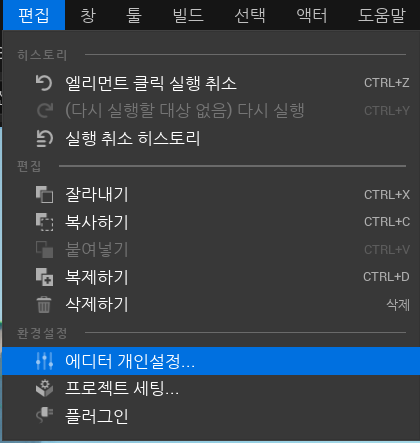 편집 창 툴 빌드 선택 액터 도움말
히스토리
엘리먼트 클릭 실행 취소 CTRL+Z
(다시 실행할 대상 없음) 다시 실행 CTRL+Y
실행 취소 히스토리
편집
잘라내기 CTRL+X
복사하기 CTRL+C
붙여넣기 CTRL+V
복제하기 CTRL+D
삭제하기 삭제
환경설정
에디터 개인설정...
프로젝트 세팅...
플러그인